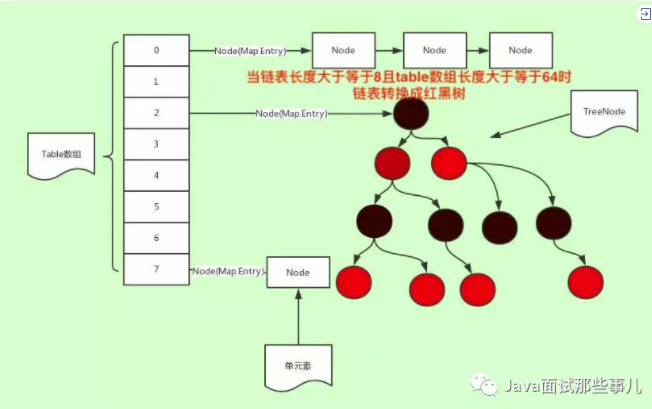 0
Node(Map.Entry)
Node
Node
Node
当链表长度大于等于8且table数组长度大于等于64时
链表转换成红黑树
1
2
Node(Map.Entry)
TreeNode
3
Table数组
4
5
6
7
Node(Map.Entry)
Node
单元素
Java面试那些事儿